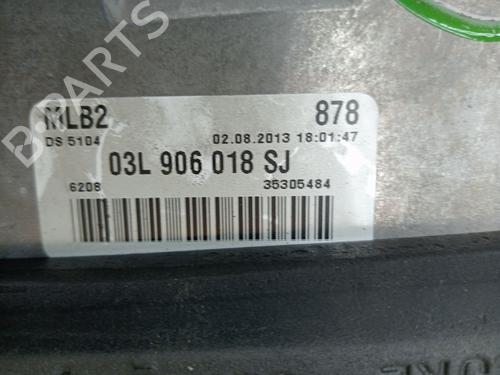 MLB2 878
DS 5104 02.08.2013 18:01:47
03L 906 018 SJ
6208 35305484
B-PARTS